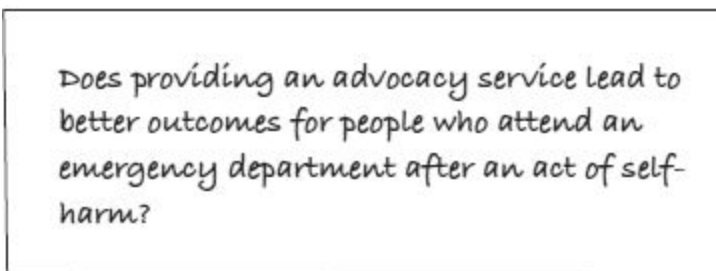 Does providing an advocacy service lead to
better outcomes for people who attend an
emergency department after an act of self-
harm?